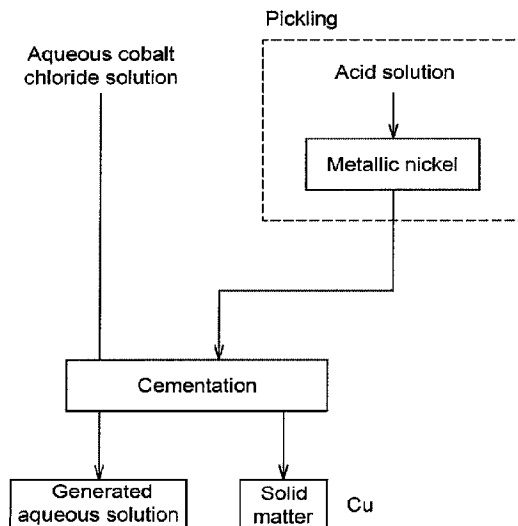 Pickling
Aqueous cobalt
chloride solution
Acid solution
Metallic nickel
Cementation
Generated
aqueous solution
Solid
matter
Cu